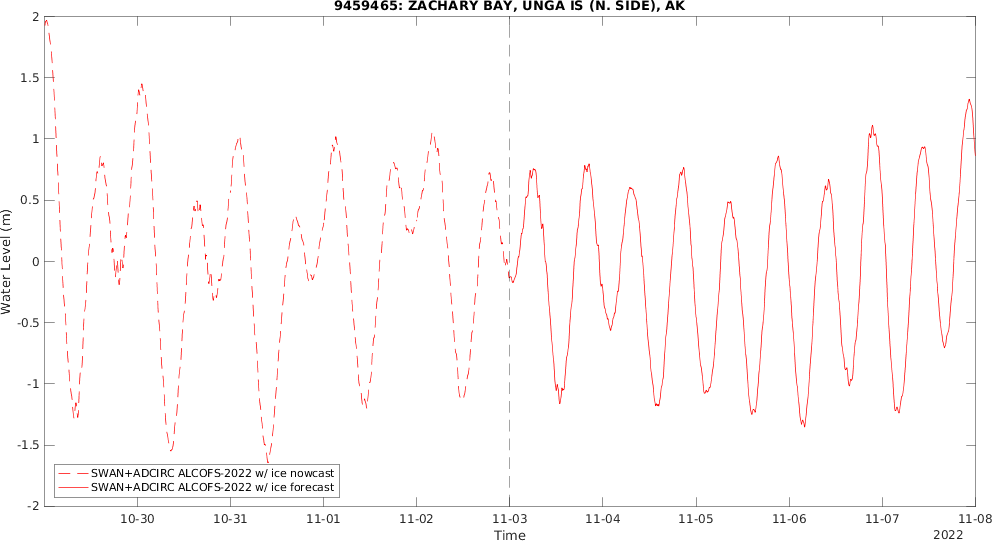 9459465: ZACHARY BAY, UNGA IS (N. SIDE), AK
Water Level (m)
2
1.5
1
0.5
0
-0.5
-1
-1.5
-2
SWAN+ADCIRC ALCOFS-2022 w/ ice nowcast
SWAN+ADCIRC ALCOFS-2022 w/ ice forecast
10-30 10-31 11-01 11-02 11-03 11-04 11-05 11-06 11-07 11-08
Time
2022